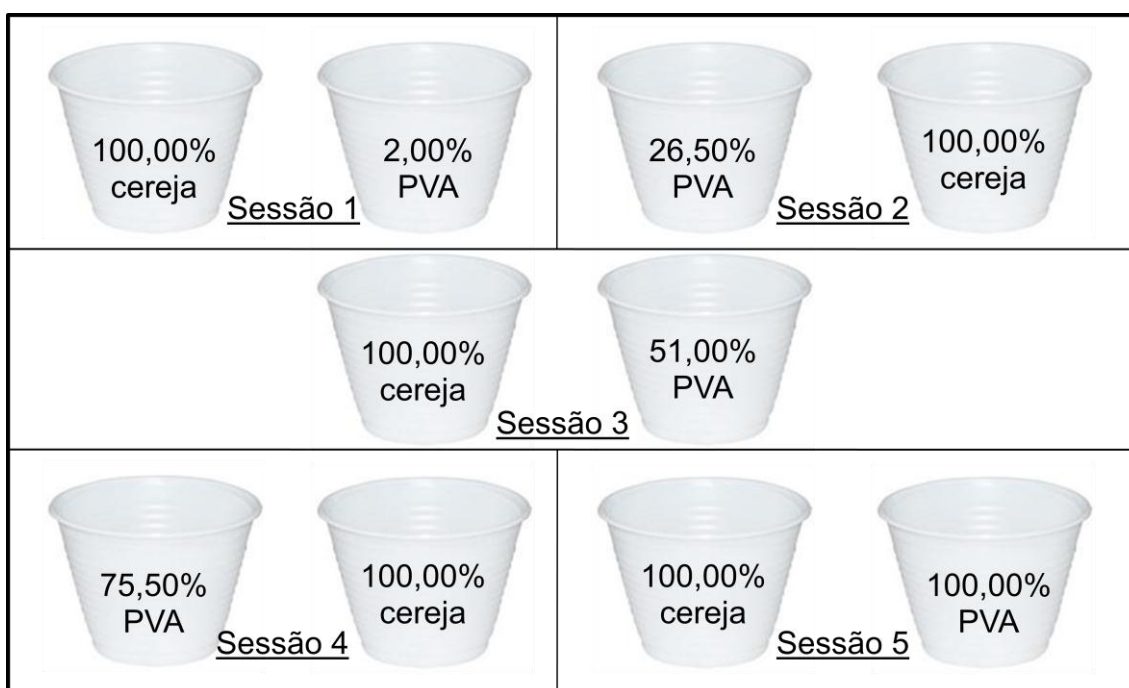 100,00%
cereja
2,00%
PVA
Sessão 1
26,50%
PVA
100,00%
cereja
Sessão 2
100,00%
cereja
51,00%
PVA
Sessão 3
75,50%
PVA
100,00%
cereja
Sessão 4
100,00%
cereja
100,00%
PVA
Sessão 5